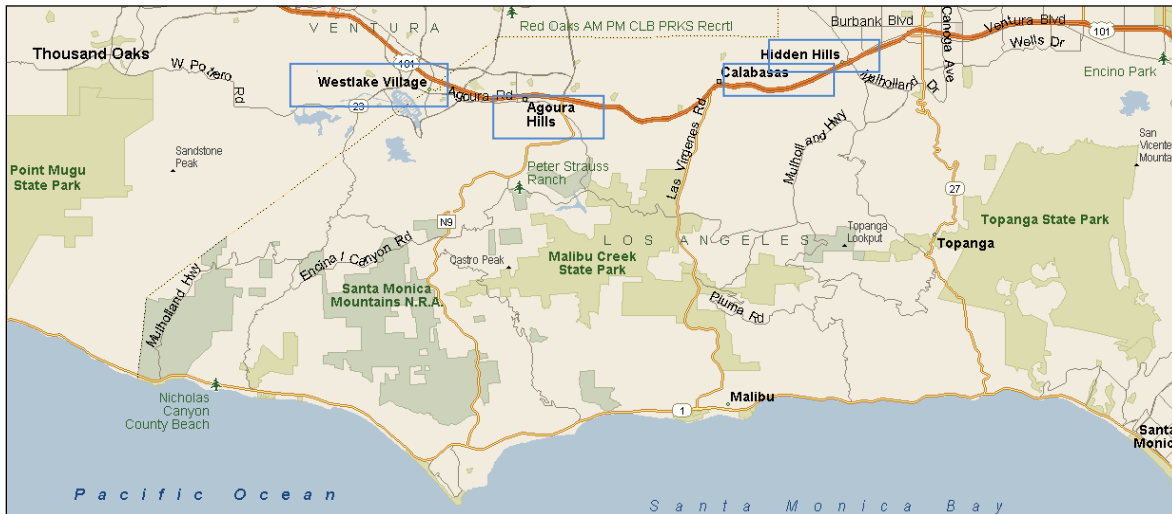 VENTURA
Red Oaks AM PM CLB PRKS Recrtl
Burbank Blvd
Canoga Ave
Ventura Blvd
101
Wells Dr
Thousand Oaks
W Potrero Rd
101
Westlake Village
23
Agoura Rd
Agoura
Hills
Hidden Hills
Calabasas
Mulholland Dr
Encino Park
Las Virgenes Rd
Mulholland Hwy
Sandstone
Peak
Point Mugu
State Park
Peter Strauss
Ranch
San
Vicente
Mounta
27
N9
LOS ANGELES
Topanga
Lookput
Topanga
Topanga State Park
Encinal Canyon Rd
Qastro Peak
Malibu Creek
State Park
Mulholland Hwy
Santa Monica
Mountains N.R.A.
Piuma Rd
Nicholas
Canyon
County Beach
1
Malibu
Santa
Monic
Pacific Ocean
Santa Monica Bay